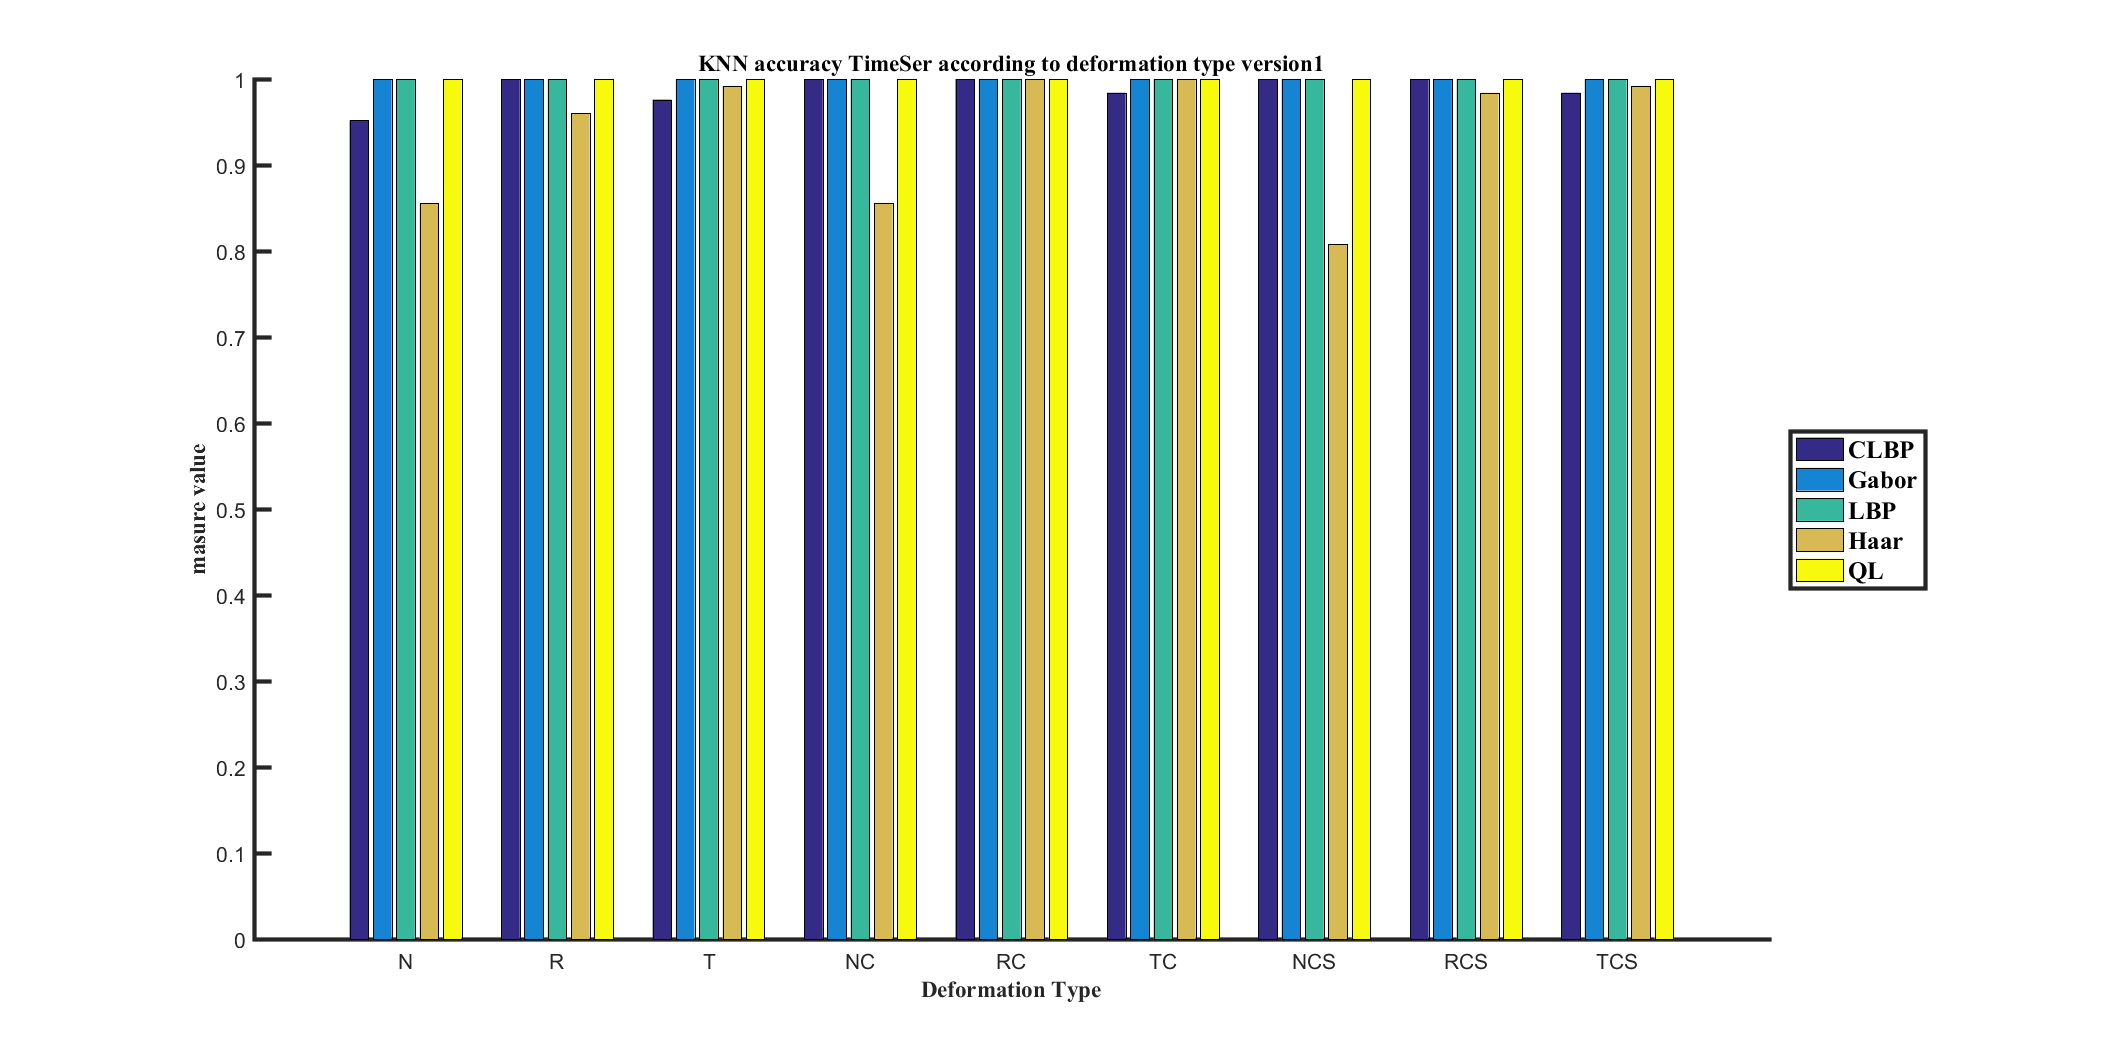 KNN accuracy TimeSer according to deformation type version1
1
0.9
0.8
0.7
0.6
0.5
0.4
0.3
0.2
0.1
0
masure value
N R T NC RC TC NCS RCS TCS
Deformation Type
CLBP
Gabor
LBP
Haar
QL